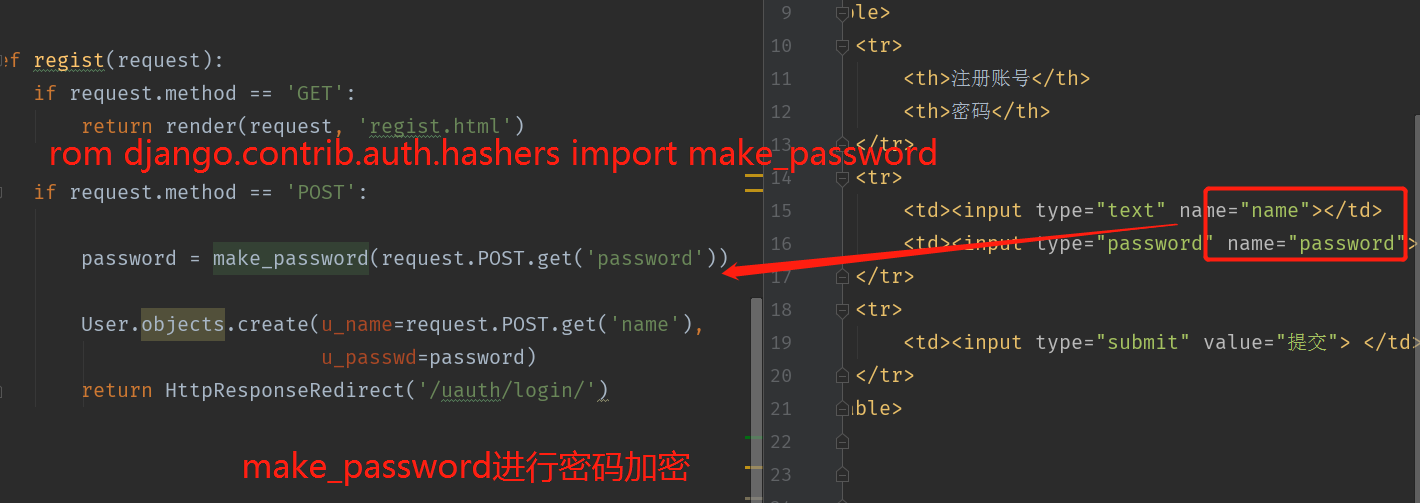 ef regist(request):
if request.method == 'GET':
return render(request, 'regist.html')
rom django.contrib.auth.hashers import make_password
if request.method == 'POST':
password = make_password(request.POST.get('password'))
User.objects.create(u_name=request.POST.get('name'),
u_passwd=password)
return HttpResponseRedirect('/uauth/login/')
make_password进行密码加密
9 ble>
10 <tr>
11 <th>注册账号</th>
12 <th>密码</th>
13 </tr>
14 <tr>
15 <td><input type="text" name="name"></td>
16 <td><input type="password" name="password">
17 </tr>
18 <tr>
19 <td><input type="submit" value="提交"> </td>
20 </tr>
21 able>
22
23